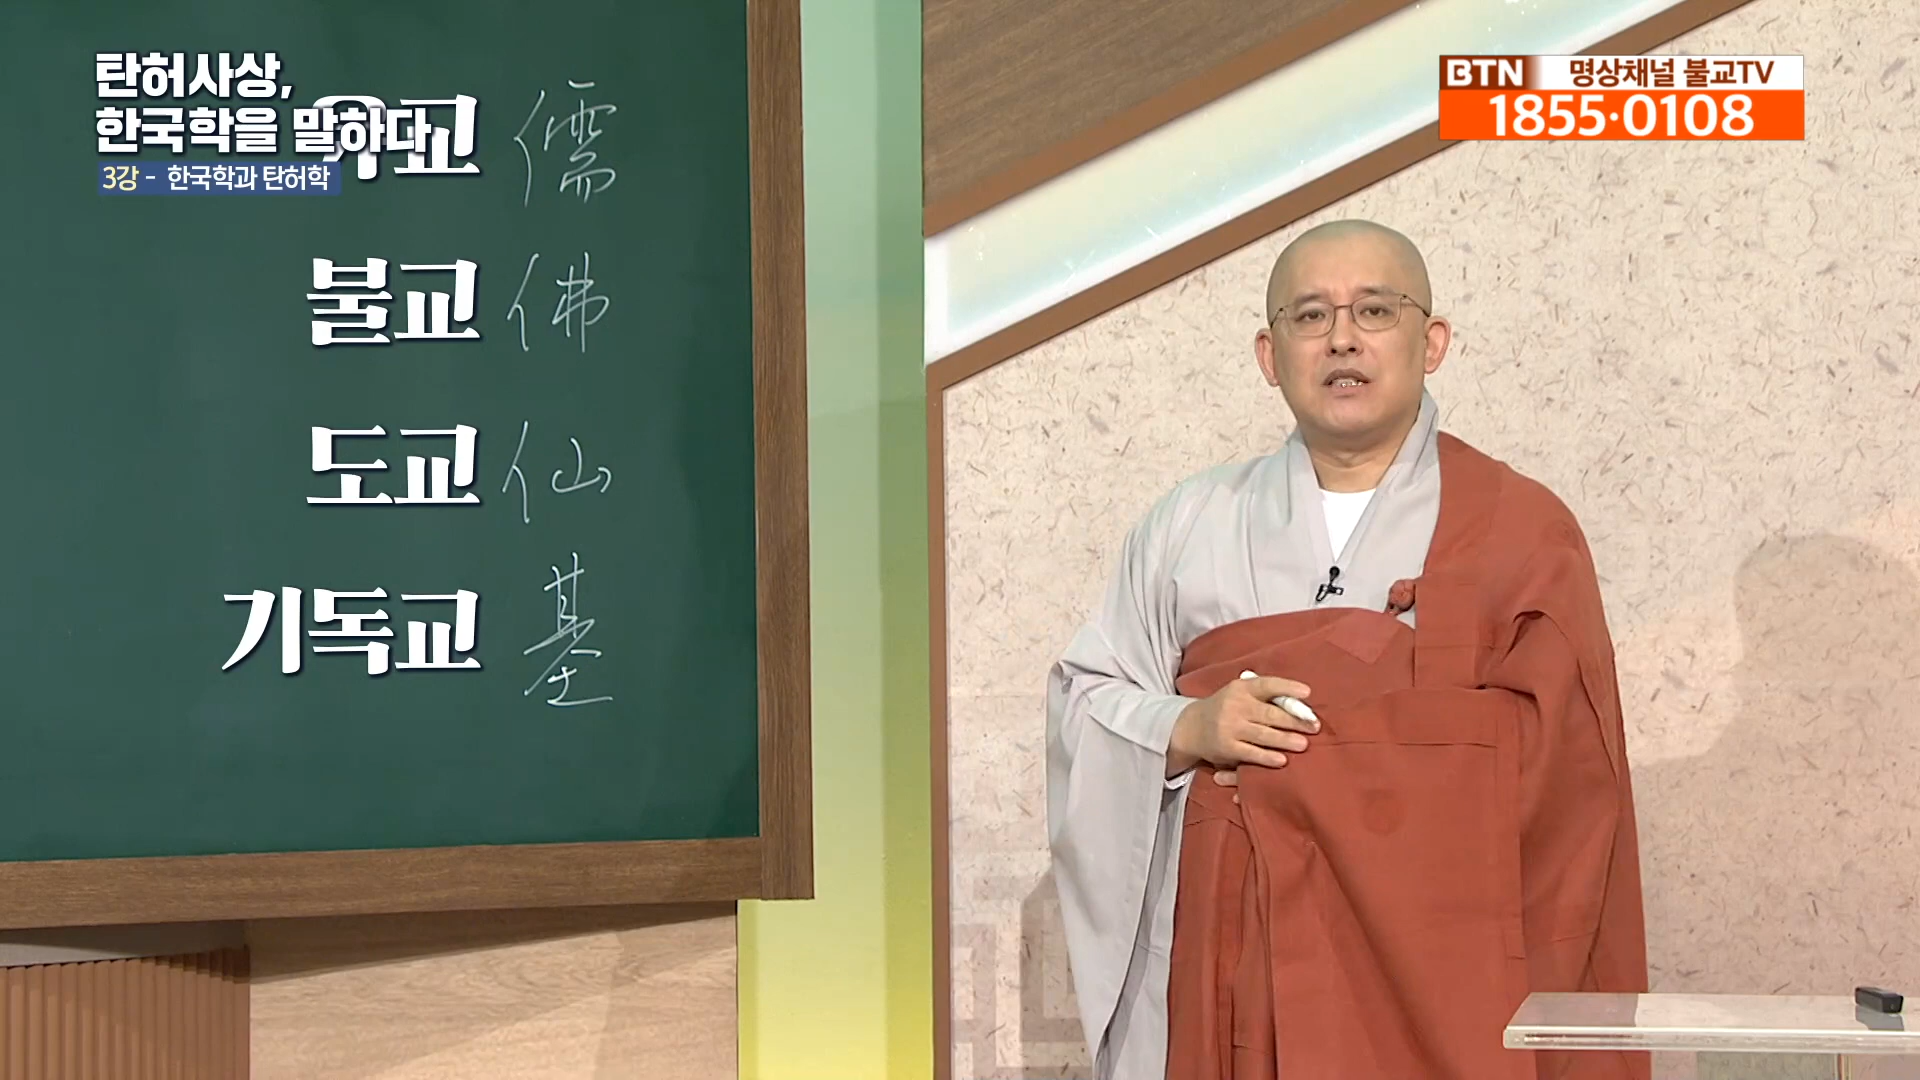 탄허사상,
한국학을 말하다
3강 - 한국학과 탄허학
BTN 명상채널 불교TV
1855·0108
유교 儒
불교 佛
도교 仙
기독교 基